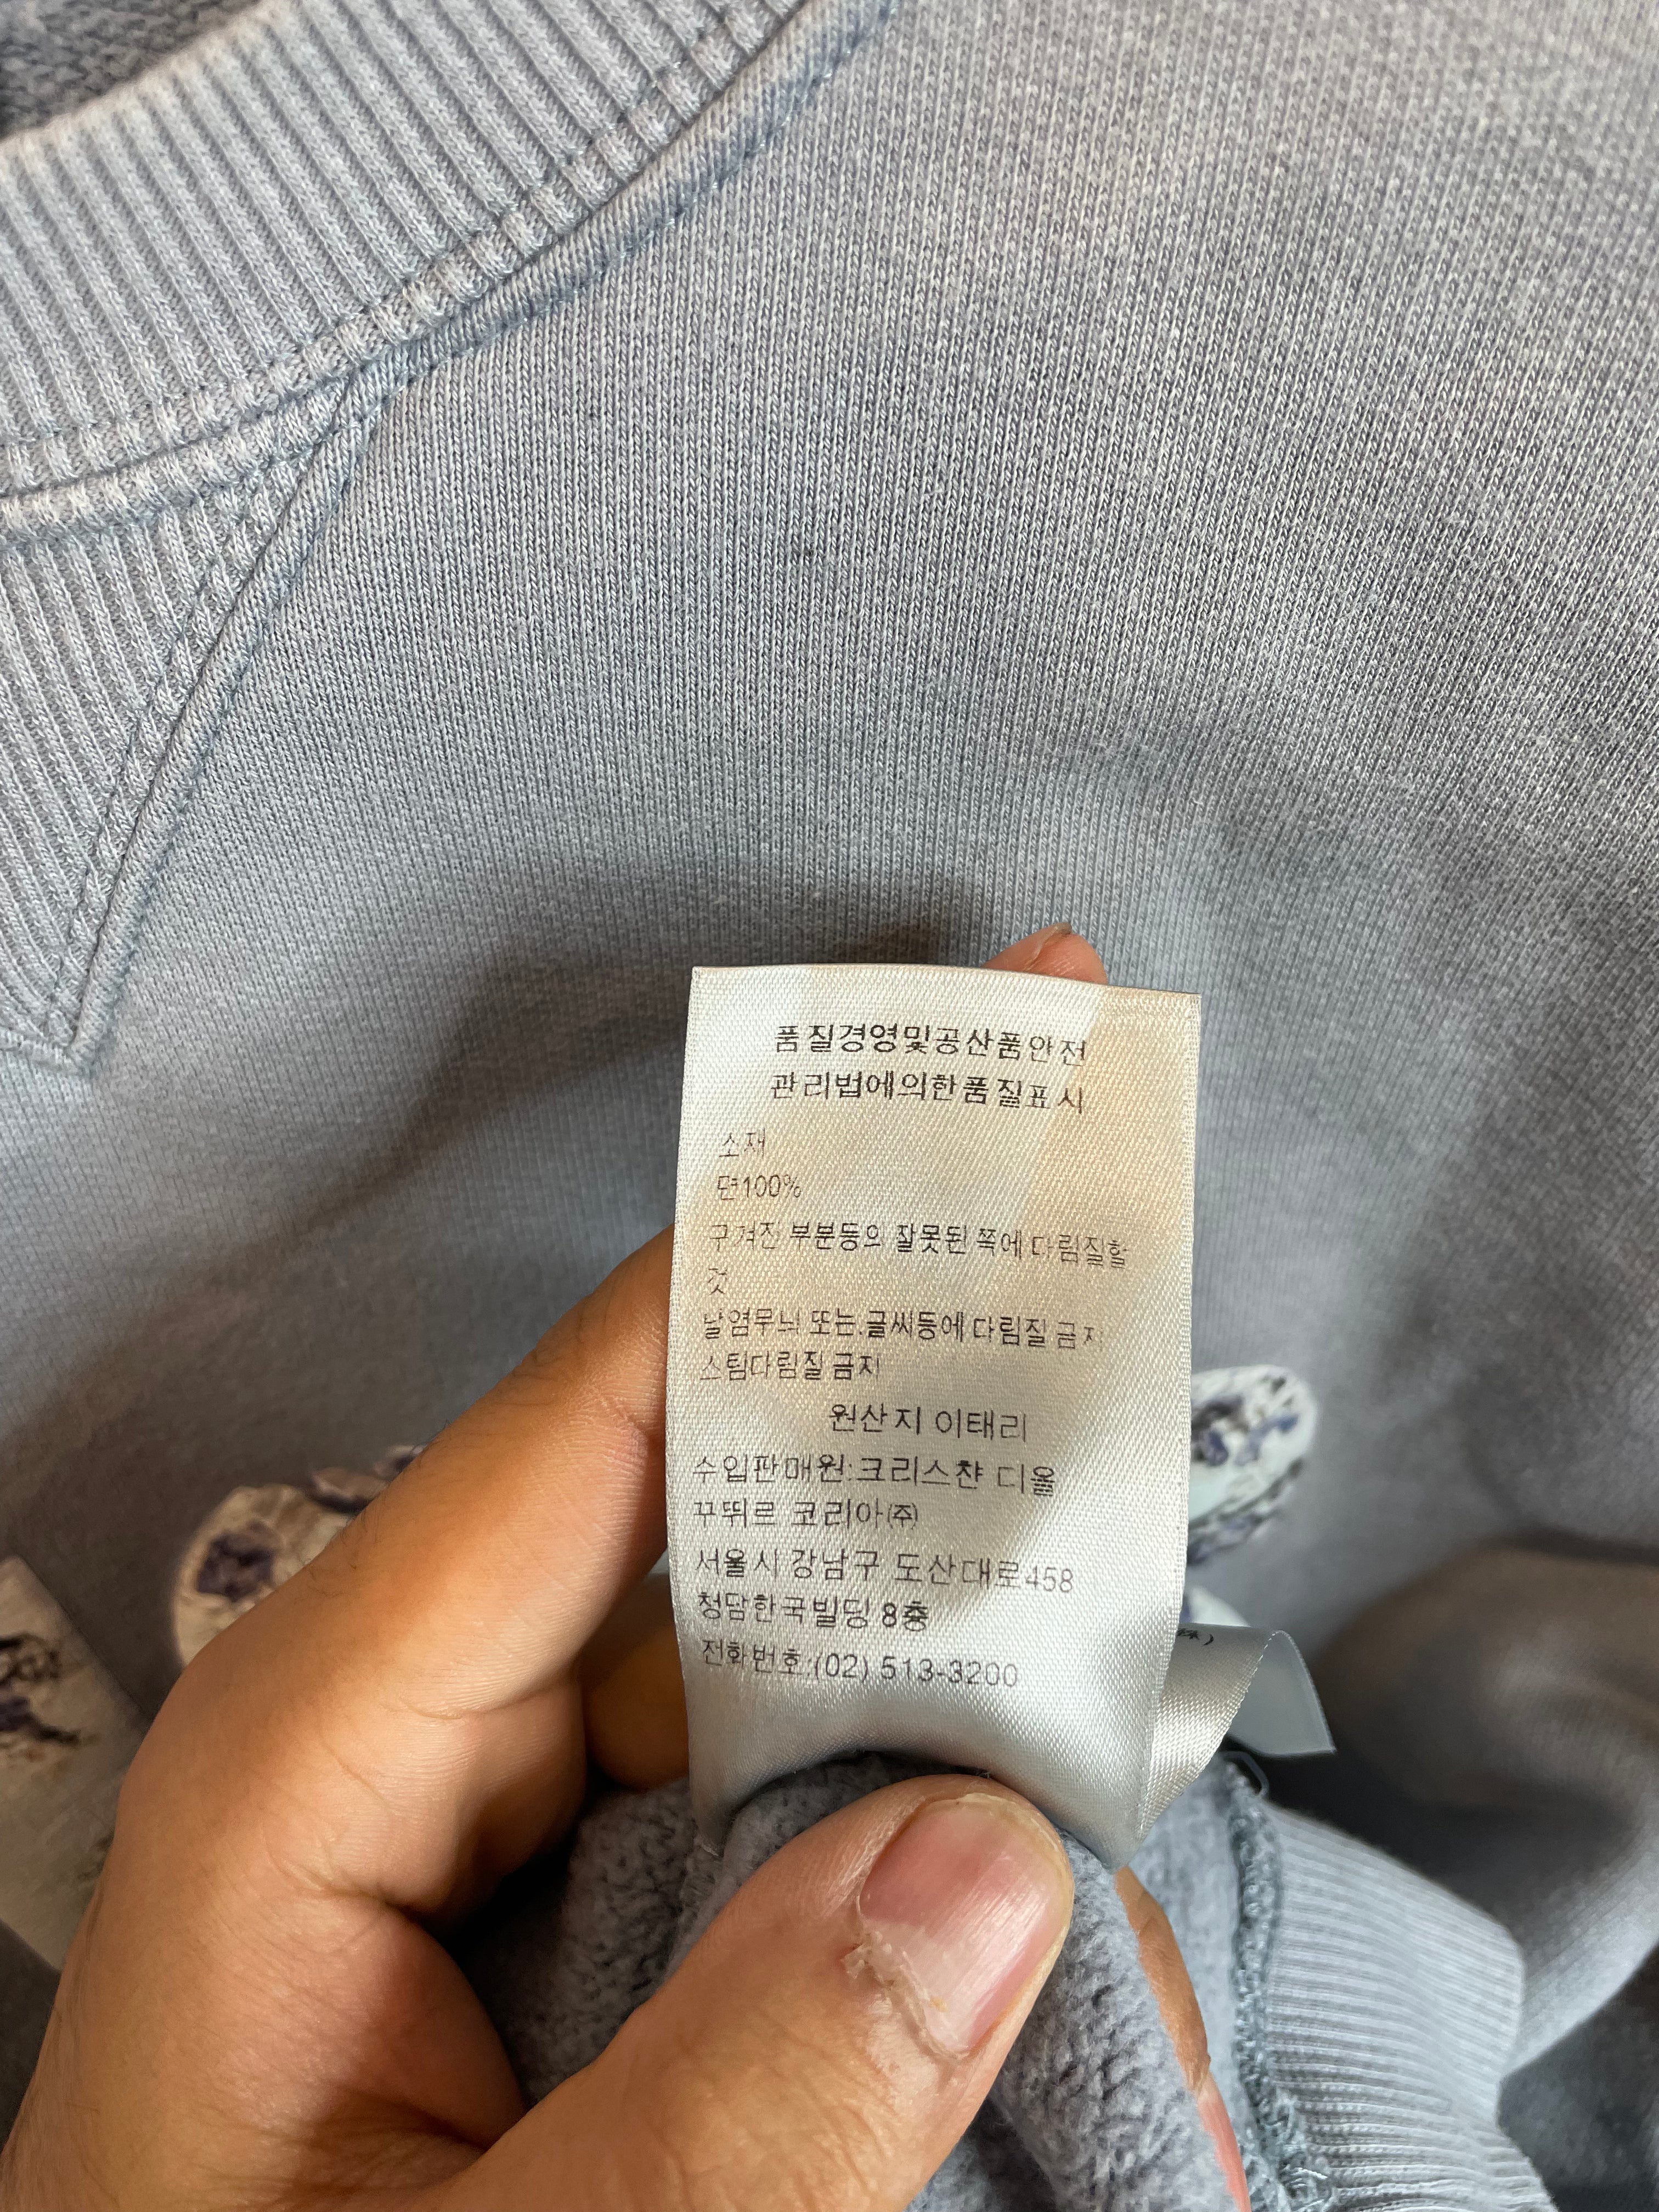 품질경영및공산품안전
관리법에의한품질표시
소재
면100%
구겨진 부분등의 잘못된 쪽에 다림질할
것
날염무늬 또는.글씨등에 다림질 금지
스팀다림질 금지
원산지 이태리
수입판매원:크리스챤 디올
꾸뛰르 코리아㈜
서울시 강남구 도산대로458
청담한국빌딩 8층
전화번호:(02) 513-3200